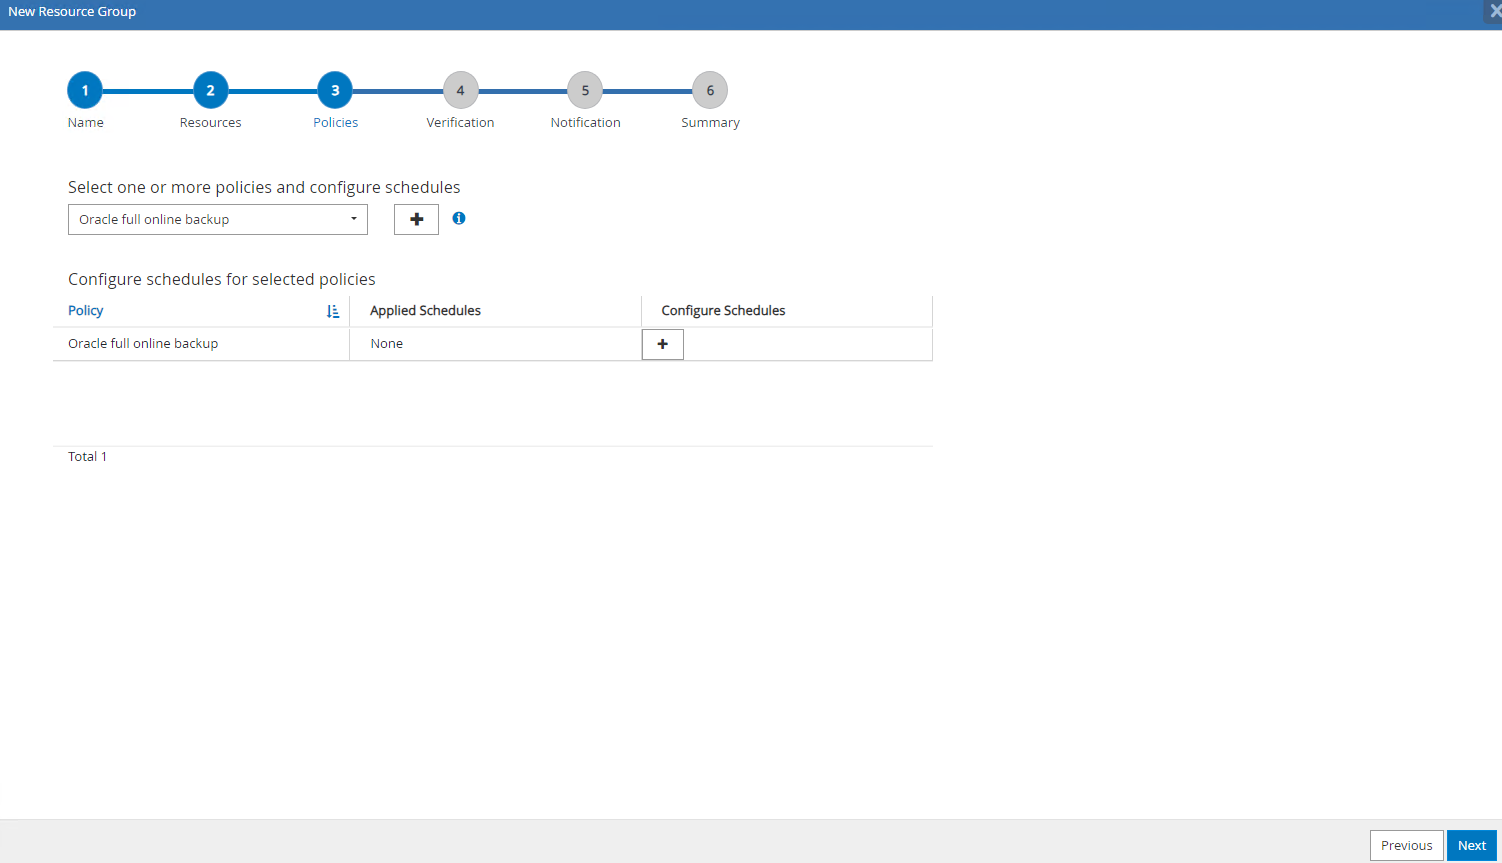 New Resource Group
1 2 3 4 5 6
Name Resources Policies Verification Notification Summary
Select one or more policies and configure schedules
Oracle full online backup
Configure schedules for selected policies
Policy Applied Schedules Configure Schedules
Oracle full online backup None
Total 1
Previous Next